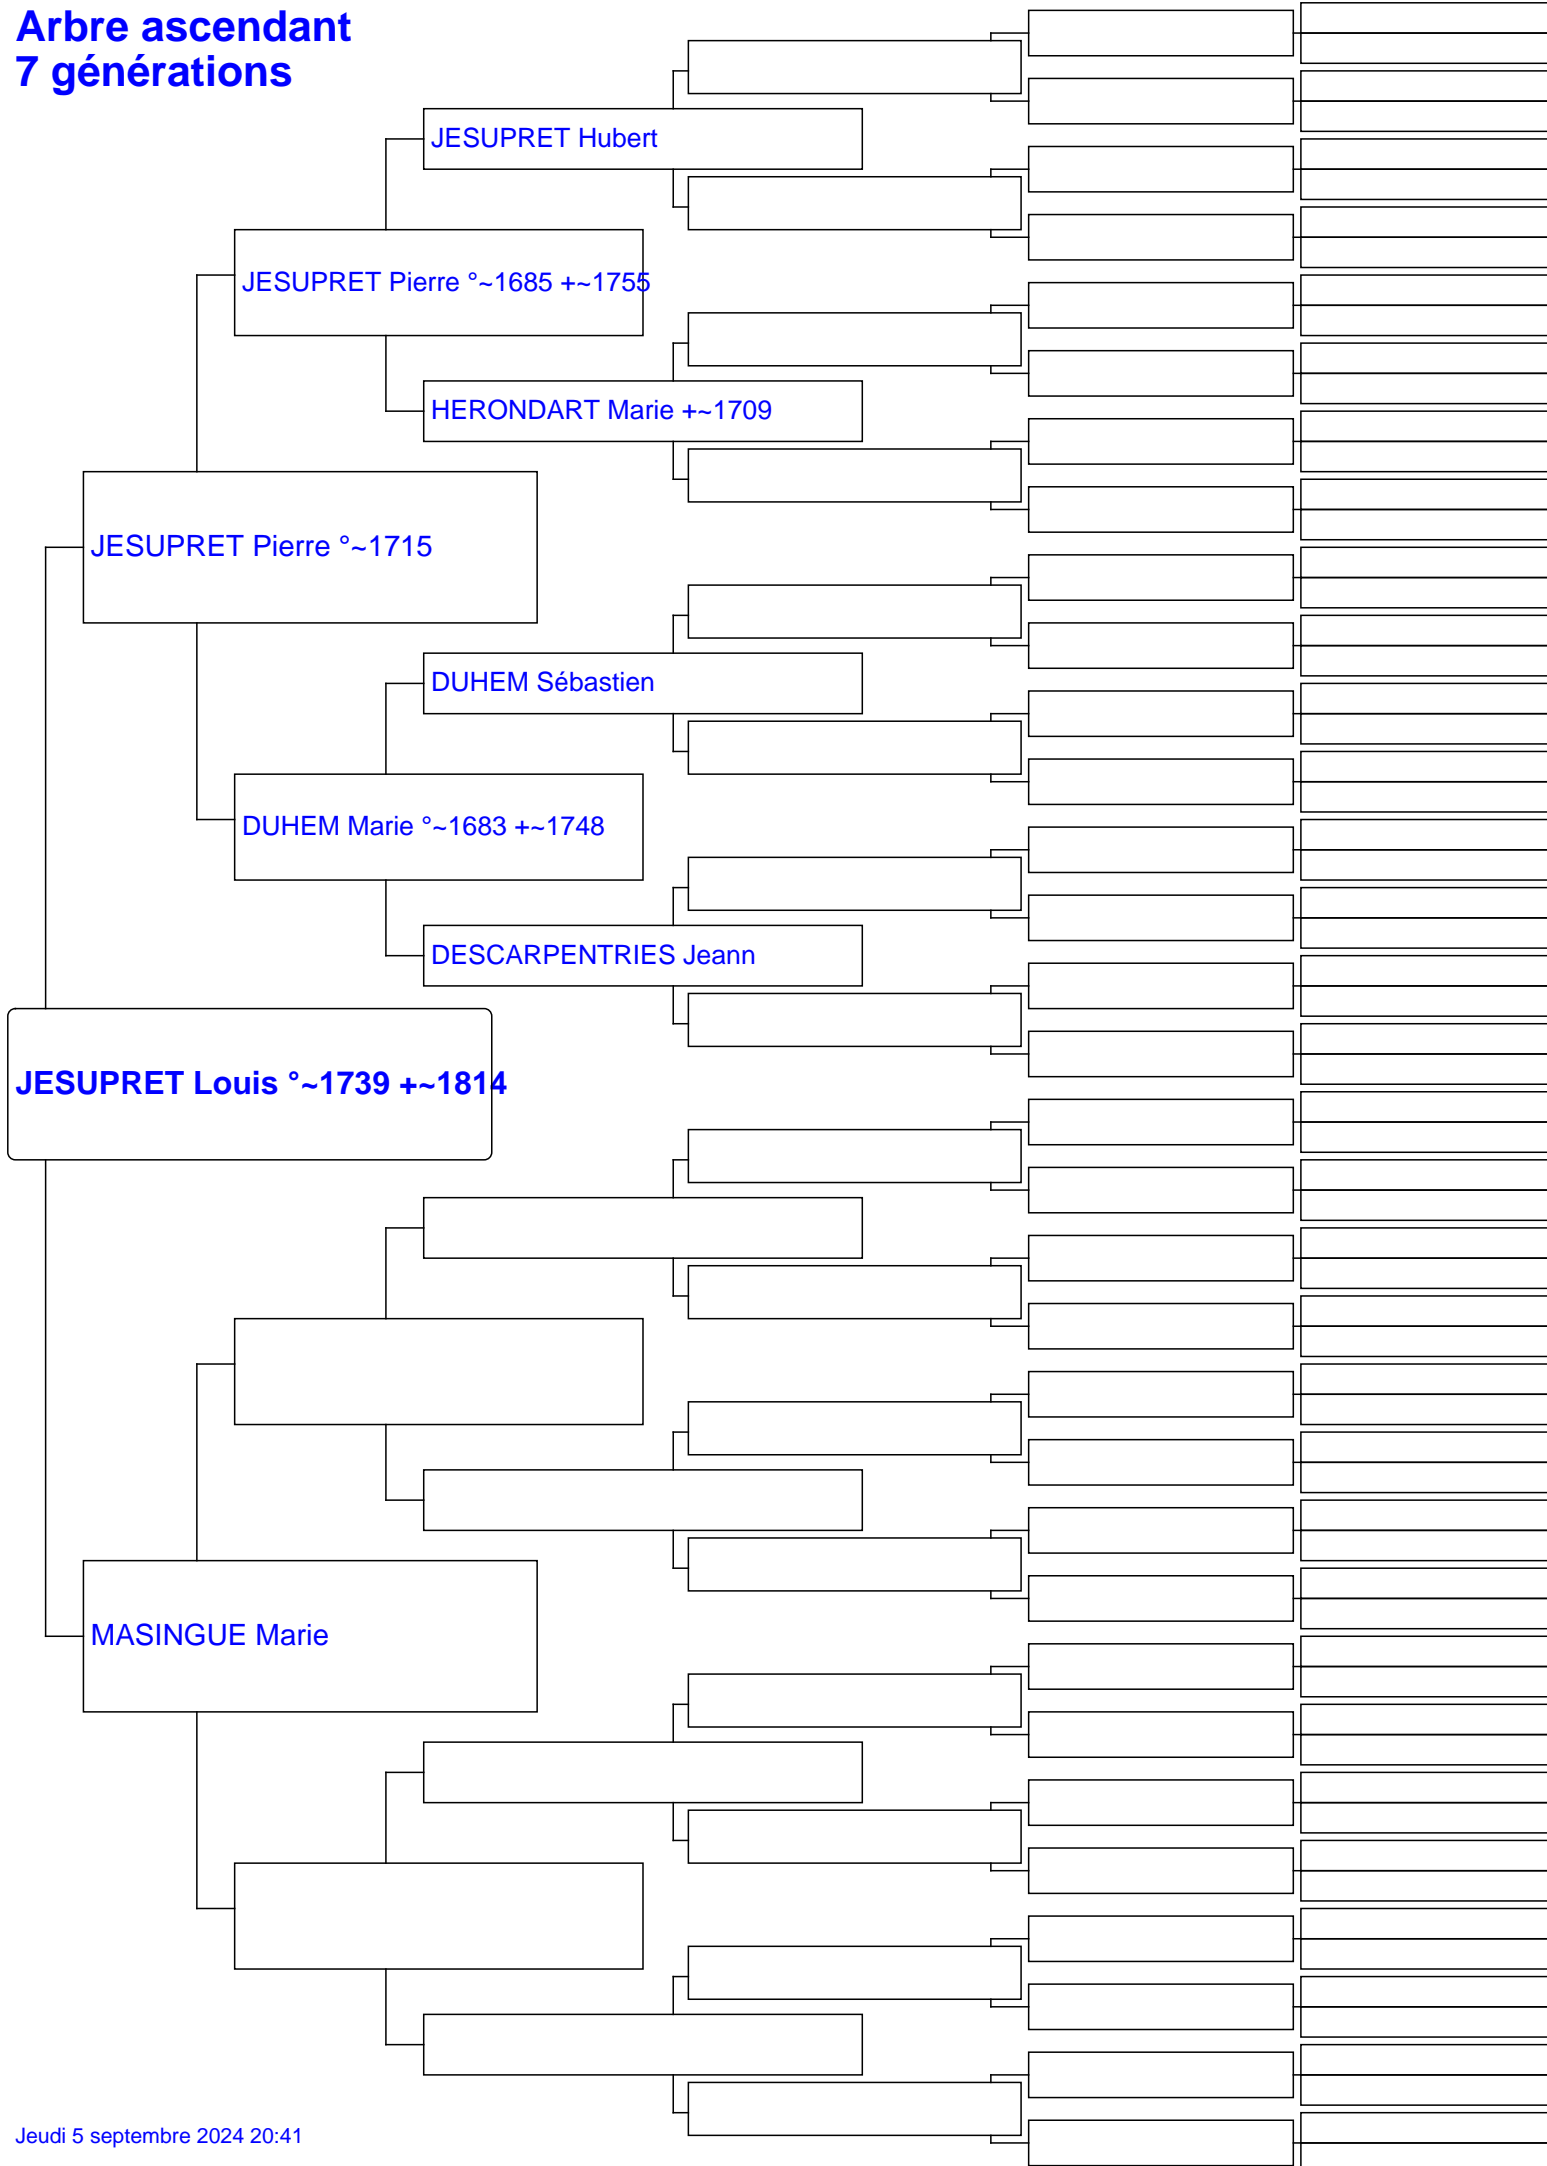 Arbre ascendant
7 générations
JESUPRET Hubert
JESUPRET Pierre °~1685 +~1755
HERONDART Marie +~1709
JESUPRET Pierre °~1715
DUHEM Sébastien
DUHEM Marie °~1683 +~1748
DESCARPENTRIES Jeann
JESUPRET Louis °~1739 +~1814
MASINGUE Marie
Jeudi 5 septembre 2024 20:41